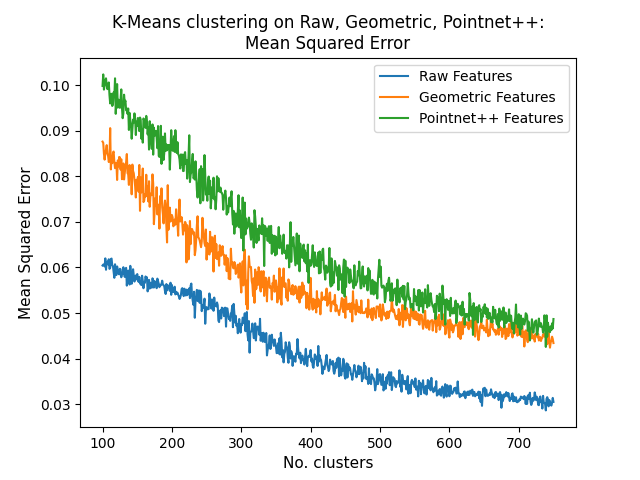 K-Means clustering on Raw, Geometric, Pointnet++:
Mean Squared Error
Raw Features
Geometric Features
Pointnet++ Features
Mean Squared Error
0.10
0.09
0.08
0.07
0.06
0.05
0.04
0.03
100 200 300 400 500 600 700
No. clusters